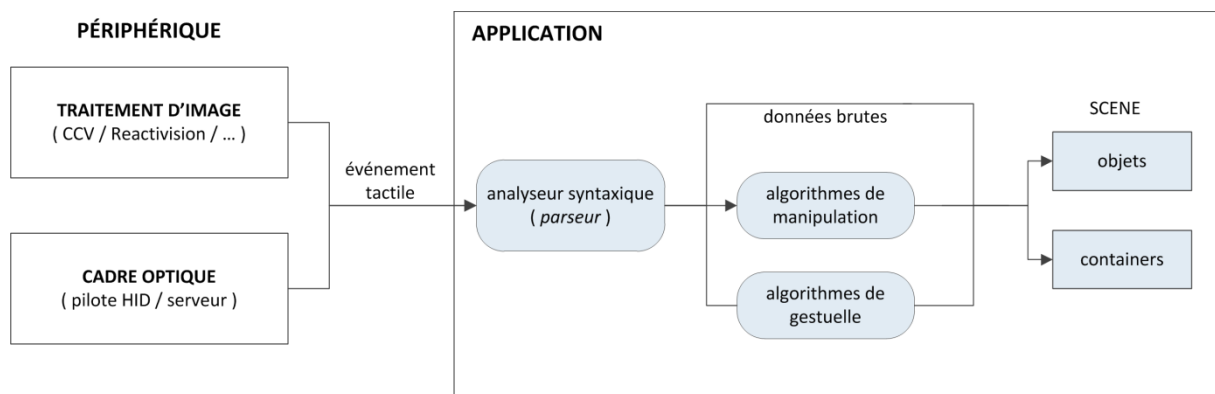 PÉRIPHÉRIQUE
TRAITEMENT D'IMAGE
( CCV / Reactivision / … )
CADRE OPTIQUE
( pilote HID / serveur )
événement
tactile
APPLICATION
analyseur syntaxique
( parseur )
données brutes
algorithmes de
manipulation
algorithmes de
gestuelle
SCENE
objets
containers